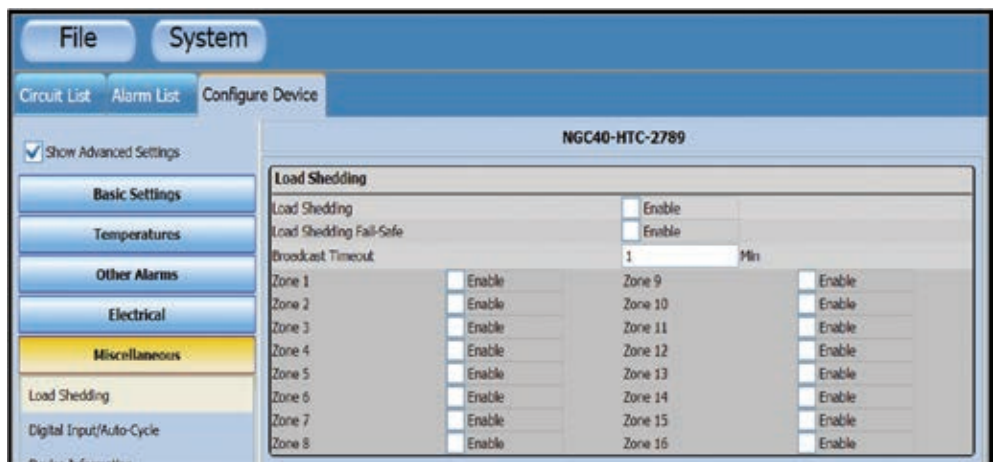 File System
Circuit List Alarm List Configure Device
Show Advanced Settings
Basic Settings
Temperatures
Other Alarms
Electrical
Miscellaneous
Load Shedding
Digital Input/Auto-Cycle
NGC40-HTC-2789
Load Shedding
Load Shedding Enable
Load Shedding Fail-Safe Enable
Broadcast Timeout 1 Min
Zone 1 Enable Zone 9 Enable
Zone 2 Enable Zone 10 Enable
Zone 3 Enable Zone 11 Enable
Zone 4 Enable Zone 12 Enable
Zone 5 Enable Zone 13 Enable
Zone 6 Enable Zone 14 Enable
Zone 7 Enable Zone 15 Enable
Zone 8 Enable Zone 16 Enable